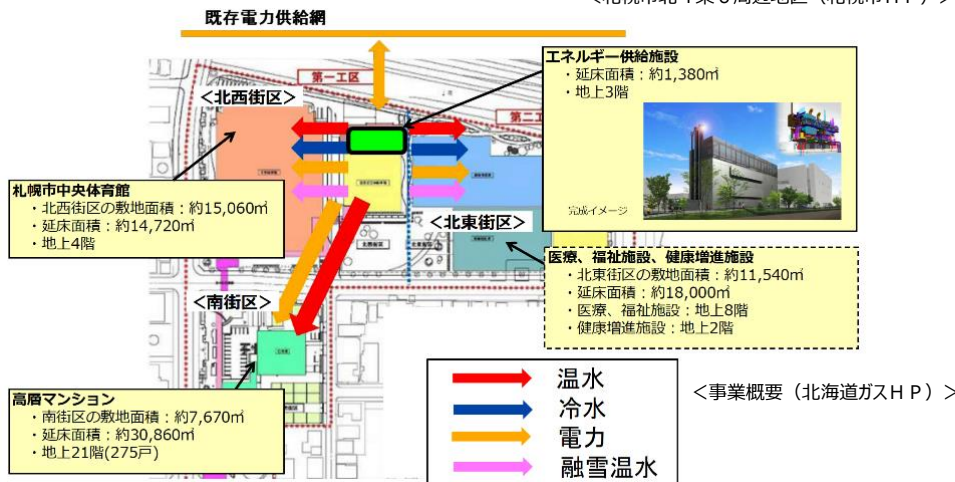 既存電力供給網
エネルギー供給施設
・延床面積：約1,380㎡
・地上3階
完成イメージ
第一工区
第二工
＜北西街区＞
札幌市中央体育館
・北西街区の敷地面積：約15,060㎡
・延床面積：約14,720㎡
・地上4階
＜北東街区＞
医療、福祉施設、健康増進施設
・北東街区の敷地面積：約11,540㎡
・延床面積：約18,000㎡
・医療、福祉施設：地上8階
・健康増進施設：地上2階
＜南街区＞
高層マンション
・南街区の敷地面積：約7,670㎡
・延床面積：約30,860㎡
・地上21階(275戸)
温水
冷水
電力
融雪温水
＜事業概要（北海道ガスＨＰ）＞